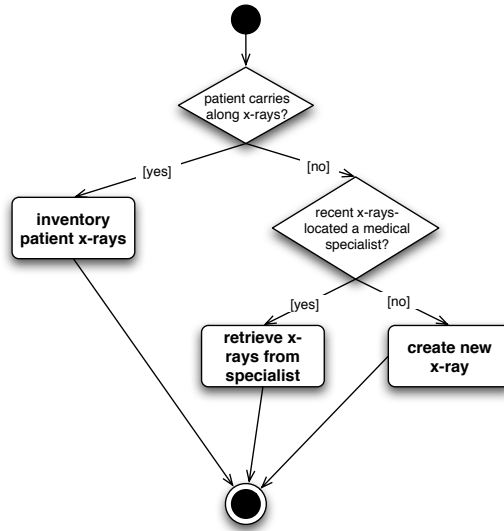 patient carries
along x-rays?
[yes]
[no]
inventory
patient x-rays
recent x-rays-
located a medical
specialist?
[yes]
[no]
retrieve x-
rays from
specialist
create new
x-ray